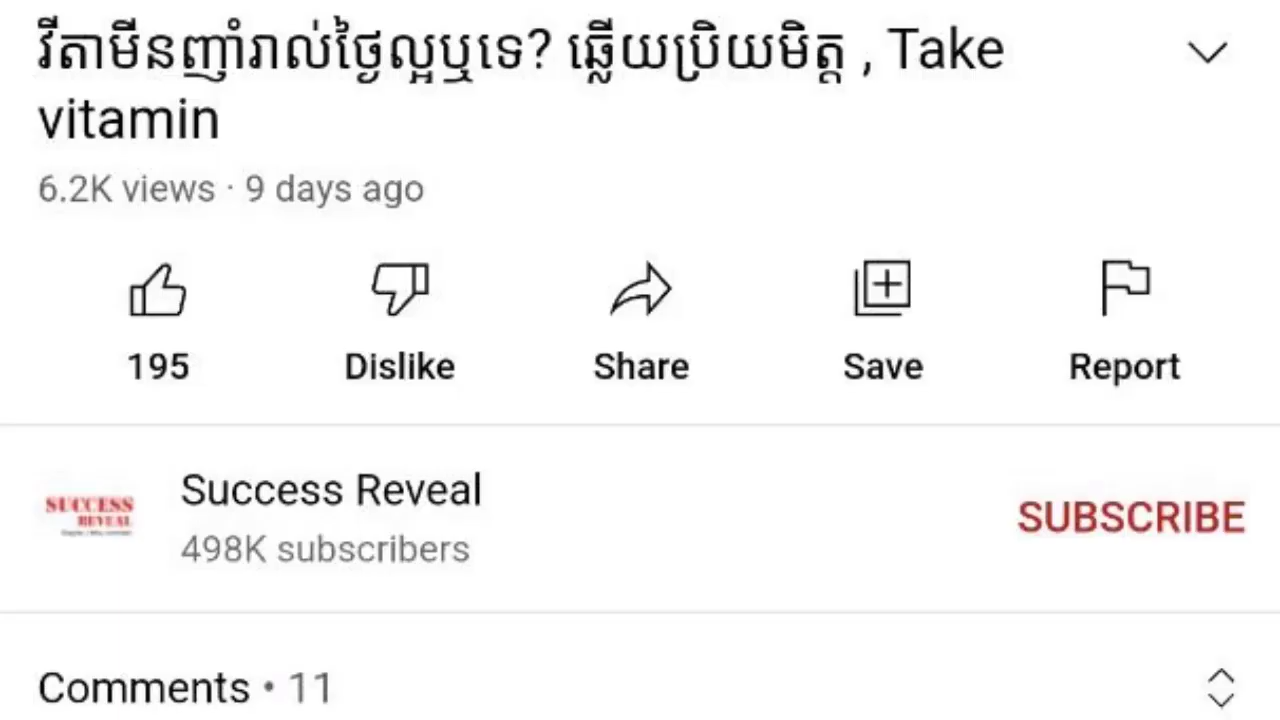 វីតាមីនញ៉ាំរាល់ថ្ងៃល្អឬទេ? ឆ្លើយប្រិយមិត្ត , Take
vitamin
6.2K views · 9 days ago
195 Dislike Share Save Report
SUCCESS
REVEAL
Success Reveal
498K subscribers
SUBSCRIBE
Comments • 11